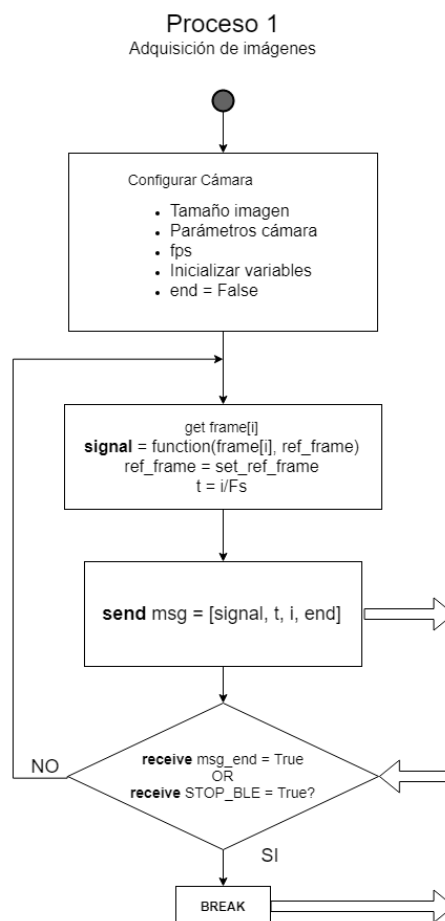 Proceso 1
Adquisición de imágenes
Configurar Cámara
Tamaño imagen
Parámetros cámara
fps
Inicializar variables
end = False
get frame[i]
signal = function(frame[i], ref_frame)
ref_frame = set_ref_frame
t = i/Fs
send msg = [signal, t, i, end]
receive msg_end = True
OR
receive STOP_BLE = True?
NO
SI
BREAK